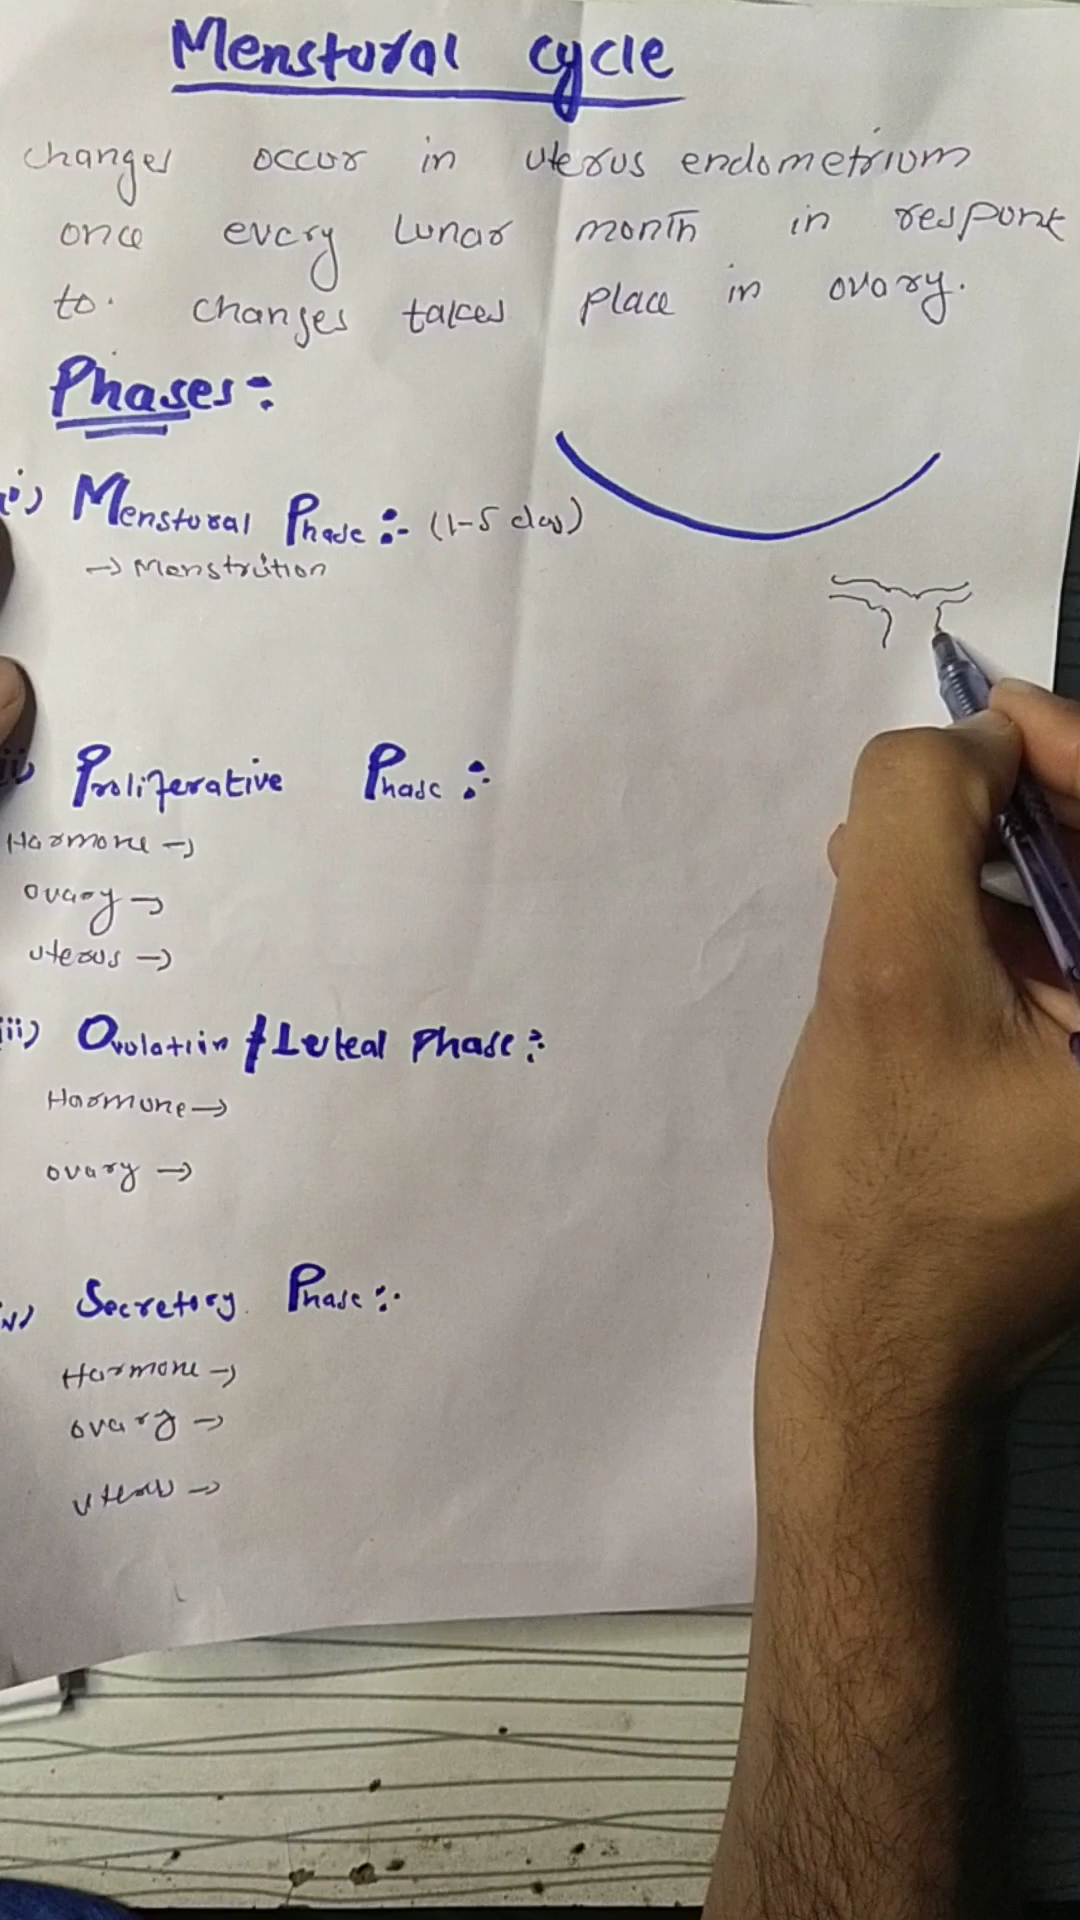 Menstural cycle
changes occur in uterus endometrium
once every Lunar month in response
to changes takes place in ovary.
Phases:-
i) Menstural Phase:- (1-5 days)
→ Menstrution
ii) Proliferative Phase:-
Harmone →
ovary →
uterus →
iii) Ovulation / Luteal Phase:-
Harmone →
ovary →
iv) Secretory Phase:-
Harmone →
ovary →
uterus →